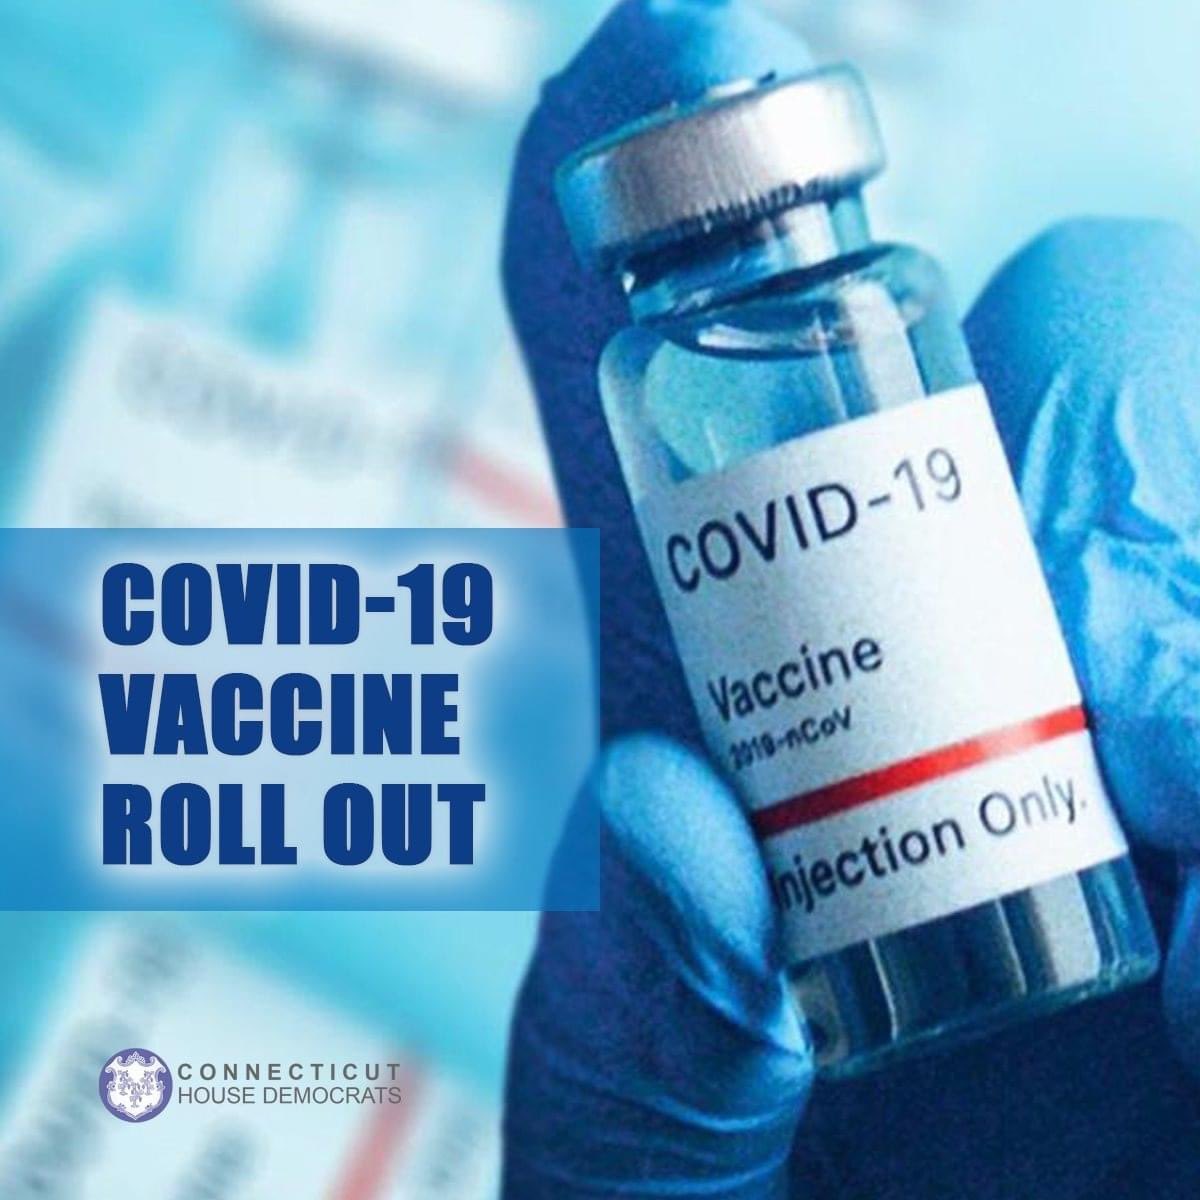 COVID-19
Vaccine
2019-nCoV
Injection Only.
COVID-19
VACCINE
ROLL OUT
CONNECTICUT
HOUSE DEMOCRATS